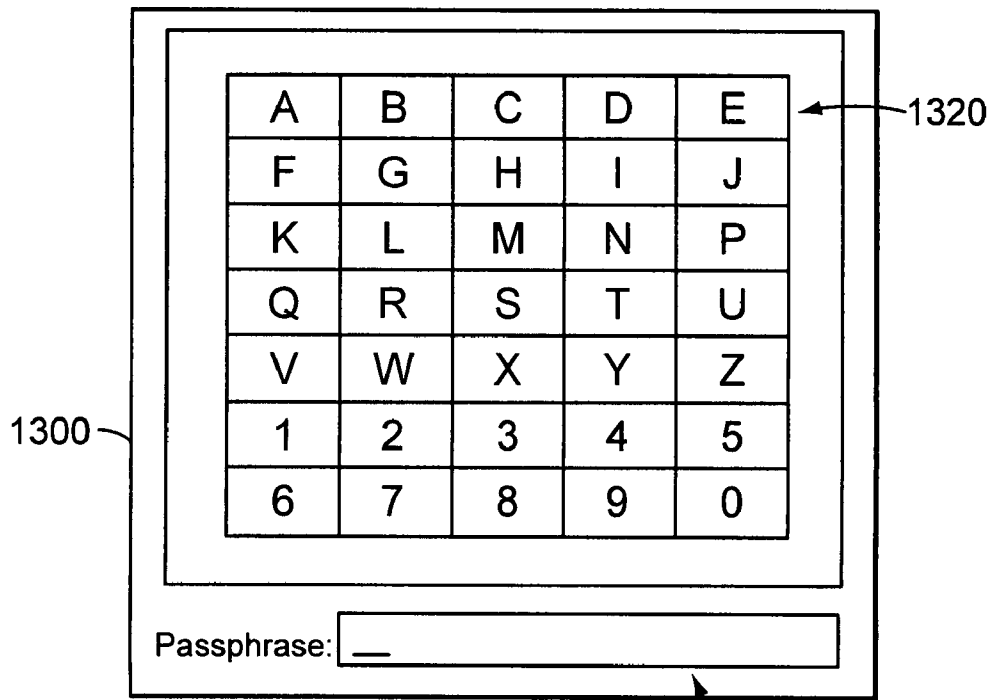 A B C D E
1320
F G H I J
K L M N P
Q R S T U
V W X Y Z
1300
1 2 3 4 5
6 7 8 9 0
Passphrase: _